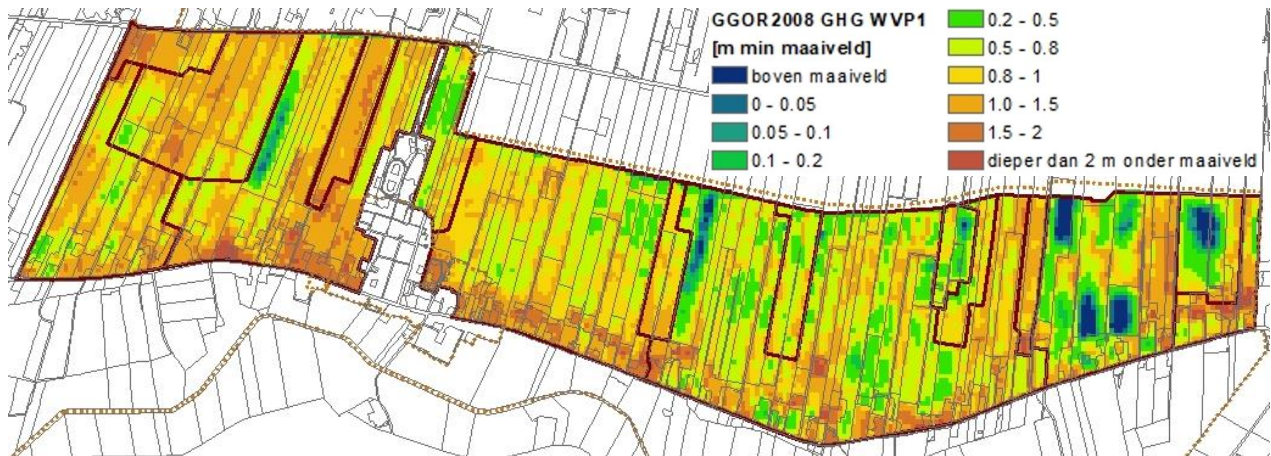 GGOR2008 GHG WVP1
[m min maaiveld]
boven maaiveld
0 - 0.05
0.05 - 0.1
0.1 - 0.2
0.2 - 0.5
0.5 - 0.8
0.8 - 1
1.0 - 1.5
1.5 - 2
dieper dan 2 m onder maaiveld